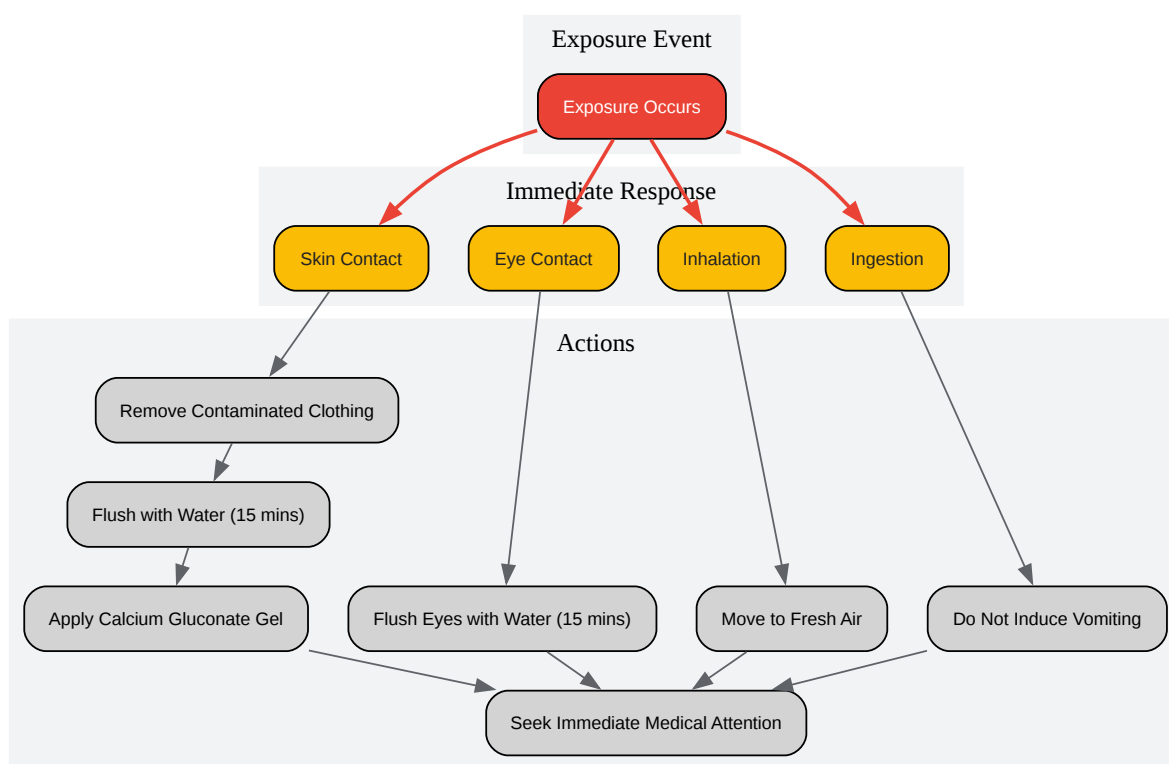 Exposure Event
Exposure Occurs
Immediate Response
Skin Contact
Eye Contact
Inhalation
Ingestion
Actions
Remove Contaminated Clothing
Flush with Water (15 mins)
Apply Calcium Gluconate Gel
Flush Eyes with Water (15 mins)
Move to Fresh Air
Do Not Induce Vomiting
Seek Immediate Medical Attention